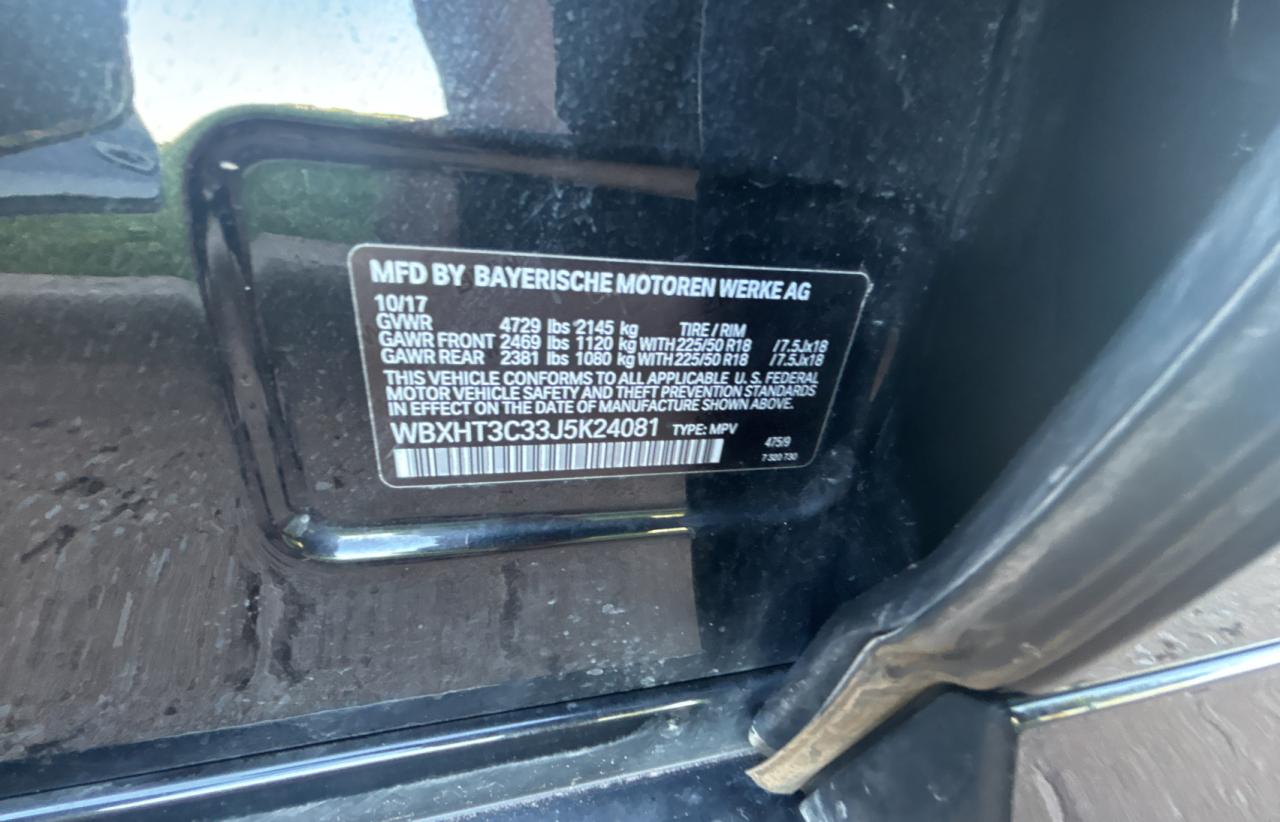 MFD BY BAYERISCHE MOTOREN WERKE AG
10/17
GVWR 4729 lbs 2145 kg TIRE / RIM
GAWR FRONT 2469 lbs 1120 kg WITH 225/50 R18 /7.5Jx18
GAWR REAR 2381 lbs 1080 kg WITH 225/50 R18 /7.5Jx18
THIS VEHICLE CONFORMS TO ALL APPLICABLE U.S. FEDERAL
MOTOR VEHICLE SAFETY AND THEFT PREVENTION STANDARDS
IN EFFECT ON THE DATE OF MANUFACTURE SHOWN ABOVE.
WBXHT3C33J5K24081 TYPE: MPV
475/9
7 320 730